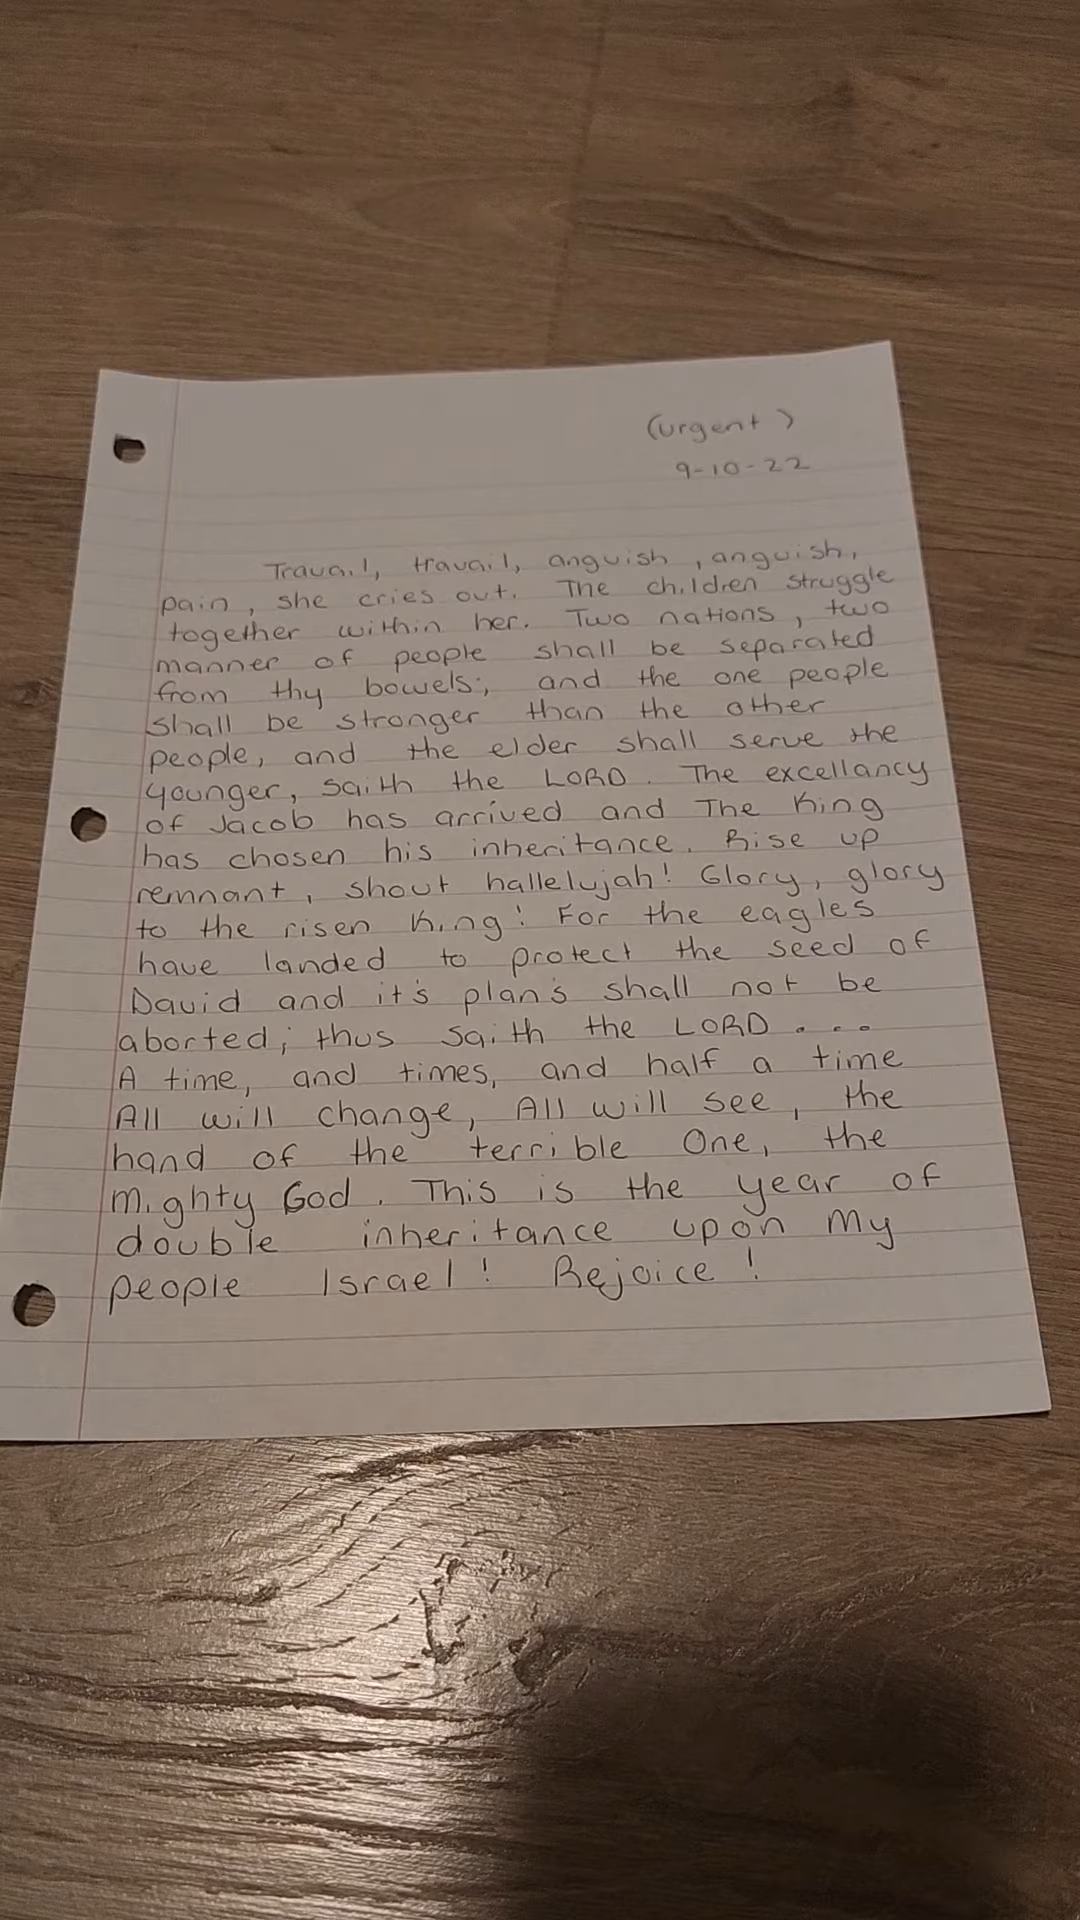 (urgent)
9-10-22
Travail, travail, anguish, anguish,
pain, she cries out. The children struggle
together within her. Two nations, two
manner of people shall be separated
from thy bowels; and the one people
shall be stronger than the other
people, and the elder shall serve the
younger, saith the LORD. The excellancy
of Jacob has arrived and The King
has chosen his inheritance. Rise up
remnant, shout hallelujah! Glory, glory
to the risen King! For the eagles
have landed to protect the seed of
David and it's plan's shall not be
aborted; thus saith the LORD....
A time, and times, and half a time
All will change, All will see, the
hand of the terrible One, the
mighty God. This is the year of
double inheritance upon My
people Israel! Rejoice!